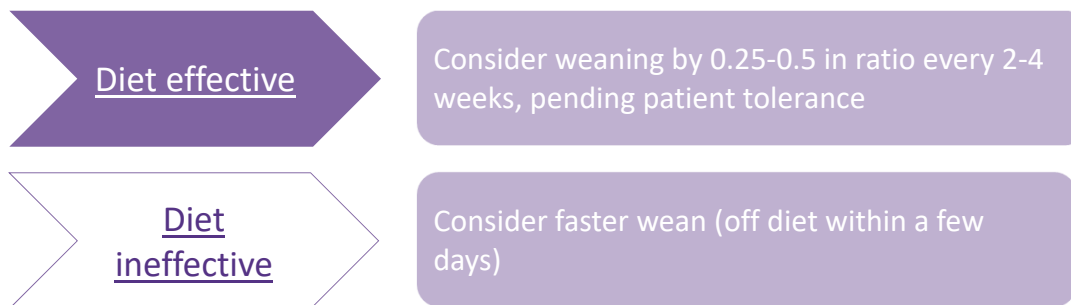 Diet effective
Consider weaning by 0.25-0.5 in ratio every 2-4
weeks, pending patient tolerance
Diet
ineffective
Consider faster wean (off diet within a few
days)